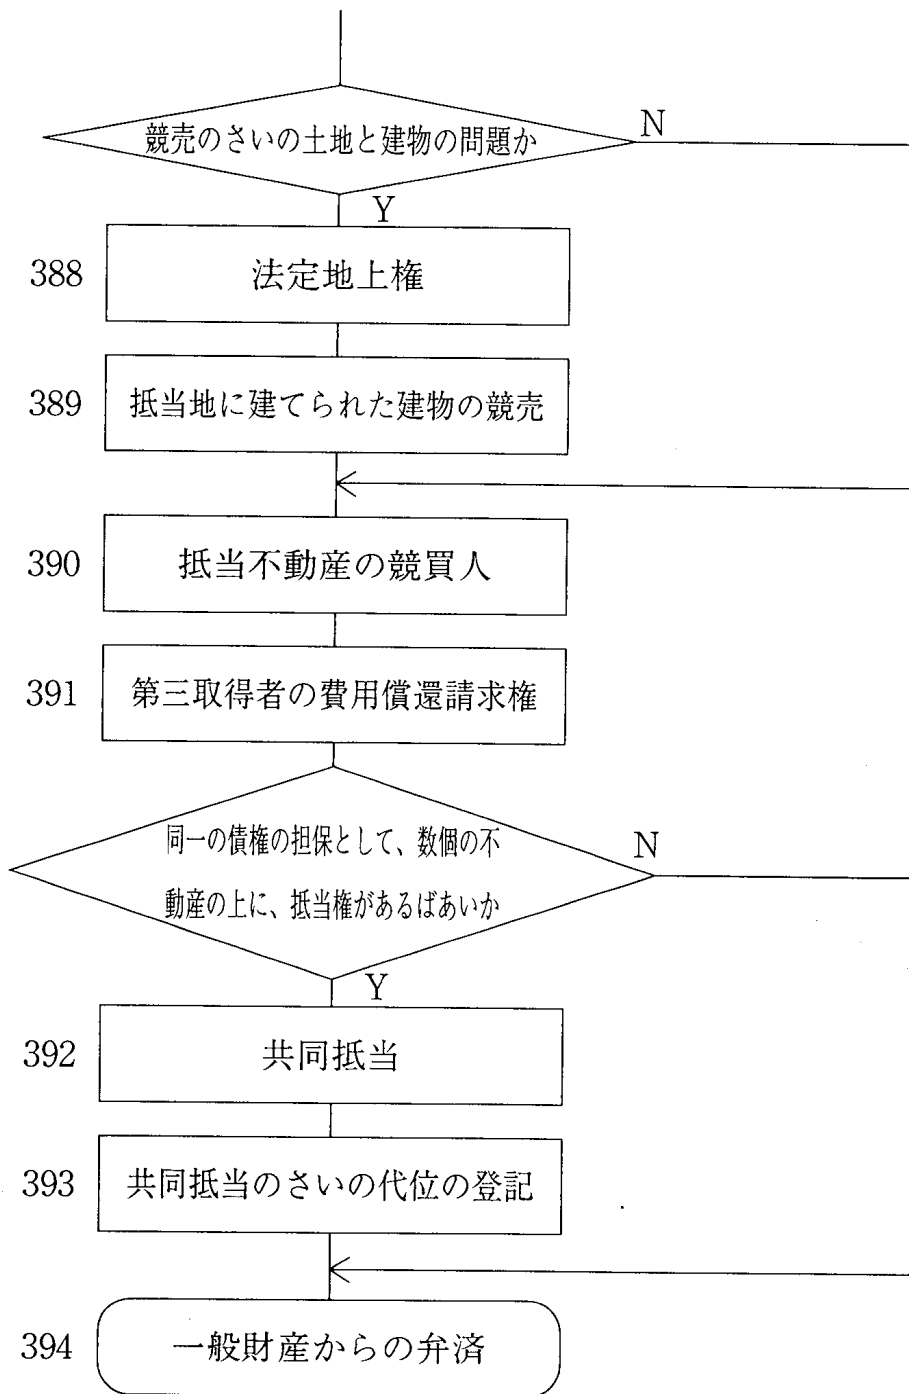 競売のさいの土地と建物の問題か
N
Y
388 法定地上権
389 抵当地に建てられた建物の競売
390 抵当不動産の競買人
391 第三取得者の費用償還請求権
同一の債権の担保として、数個の不
動産の上に、抵当権があるばあいか
N
Y
392 共同抵当
393 共同抵当のさいの代位の登記
394 一般財産からの弁済